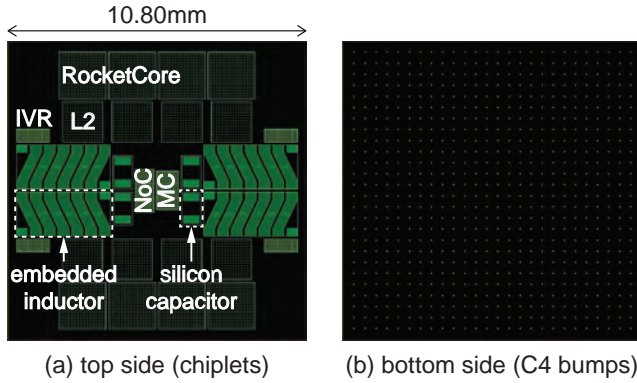 10.80mm
RocketCore
IVR
L2
NoC
MC
embedded
inductor
silicon
capacitor
(a) top side (chiplets)
(b) bottom side (C4 bumps)